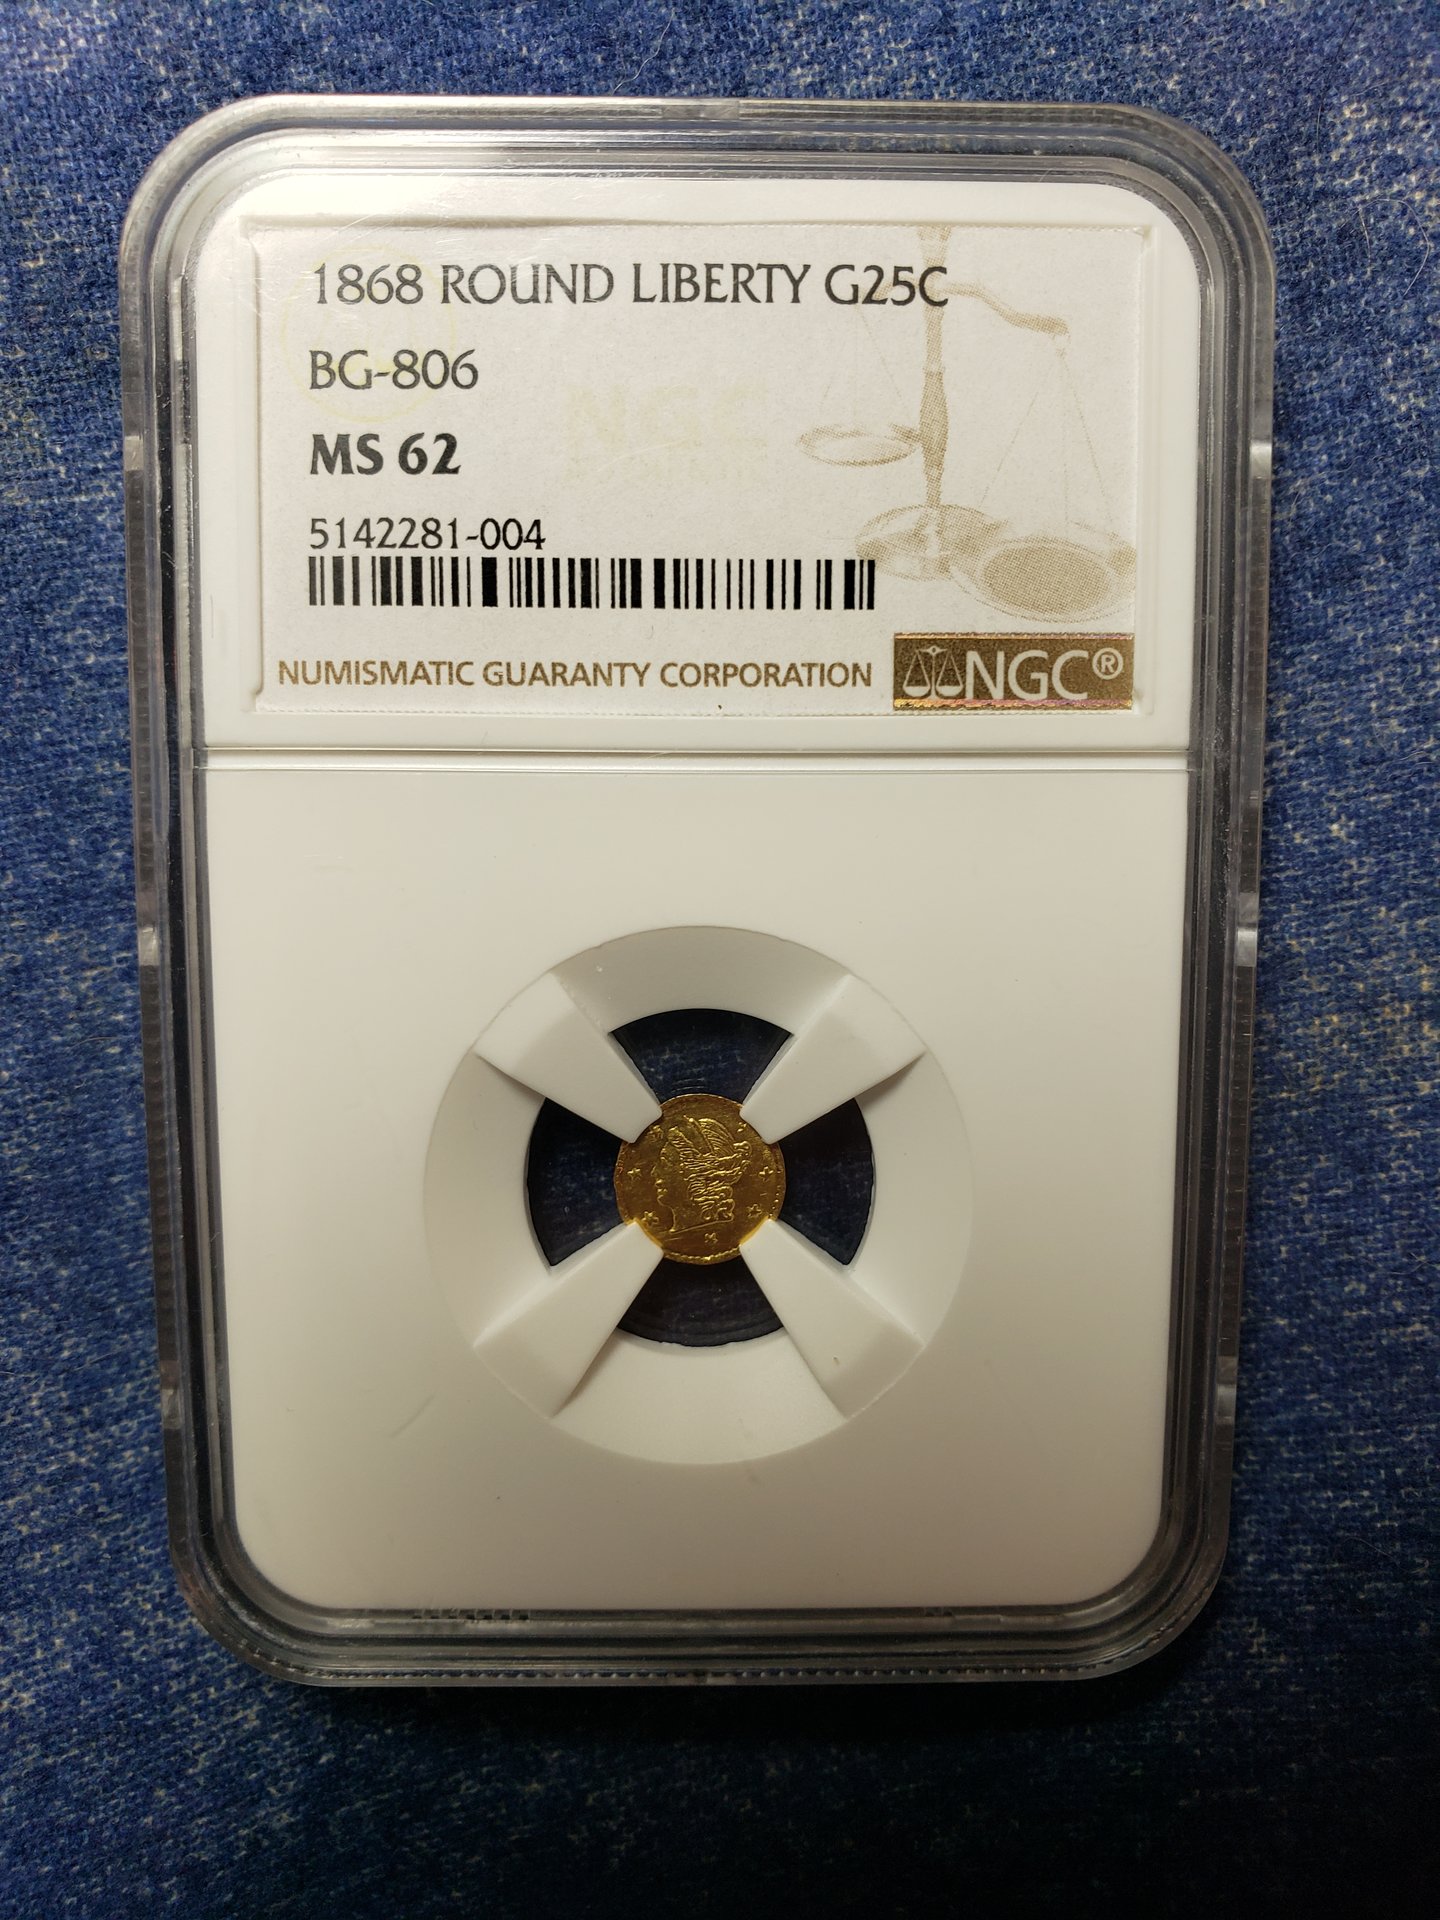 1868 ROUND LIBERTY G25C
BG-806
MS 62
5142281-004
NUMISMATIC GUARANTY CORPORATION NGC®